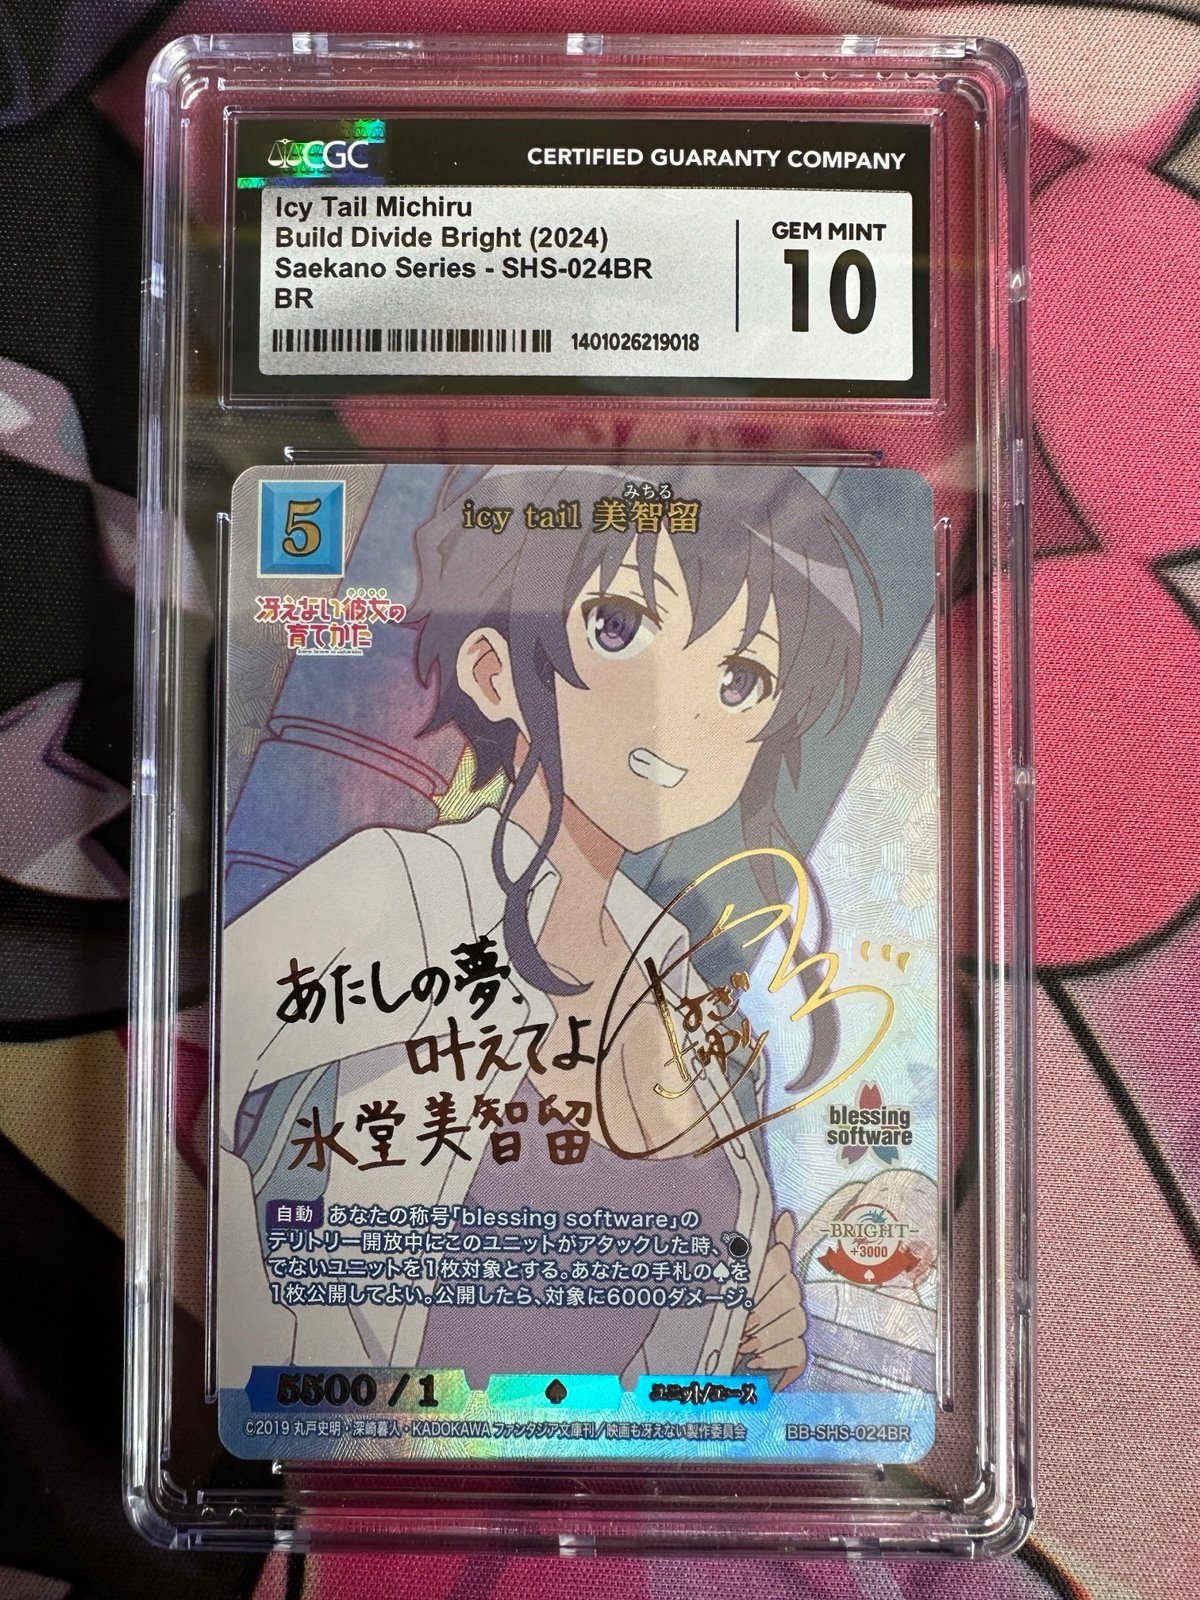 CGC
CERTIFIED GUARANTY COMPANY
Icy Tail Michiru
Build Divide Bright (2024)
Saekano Series - SHS-024BR
BR
GEM MINT
10
1401026219018
5
みちる
icy tail 美智留
冴えない彼女の
育てかた
あたしの夢、
叶えてよ
氷堂美智留
blessing
software
自動 あなたの称号「blessing software」の
テリトリー開放中にこのユニットがアタックした時、
でないユニットを1枚対象とする。あなたの手札の♠を
1枚公開してよい。公開したら、対象に6000ダメージ。
BRIGHT
+3000
5500 / 1
♠
ユニット/エース
©2019 丸戸史明・深崎暮人・KADOKAWA ファンタジア文庫刊/映画も冴えない製作委員会
BB-SHS-024BR